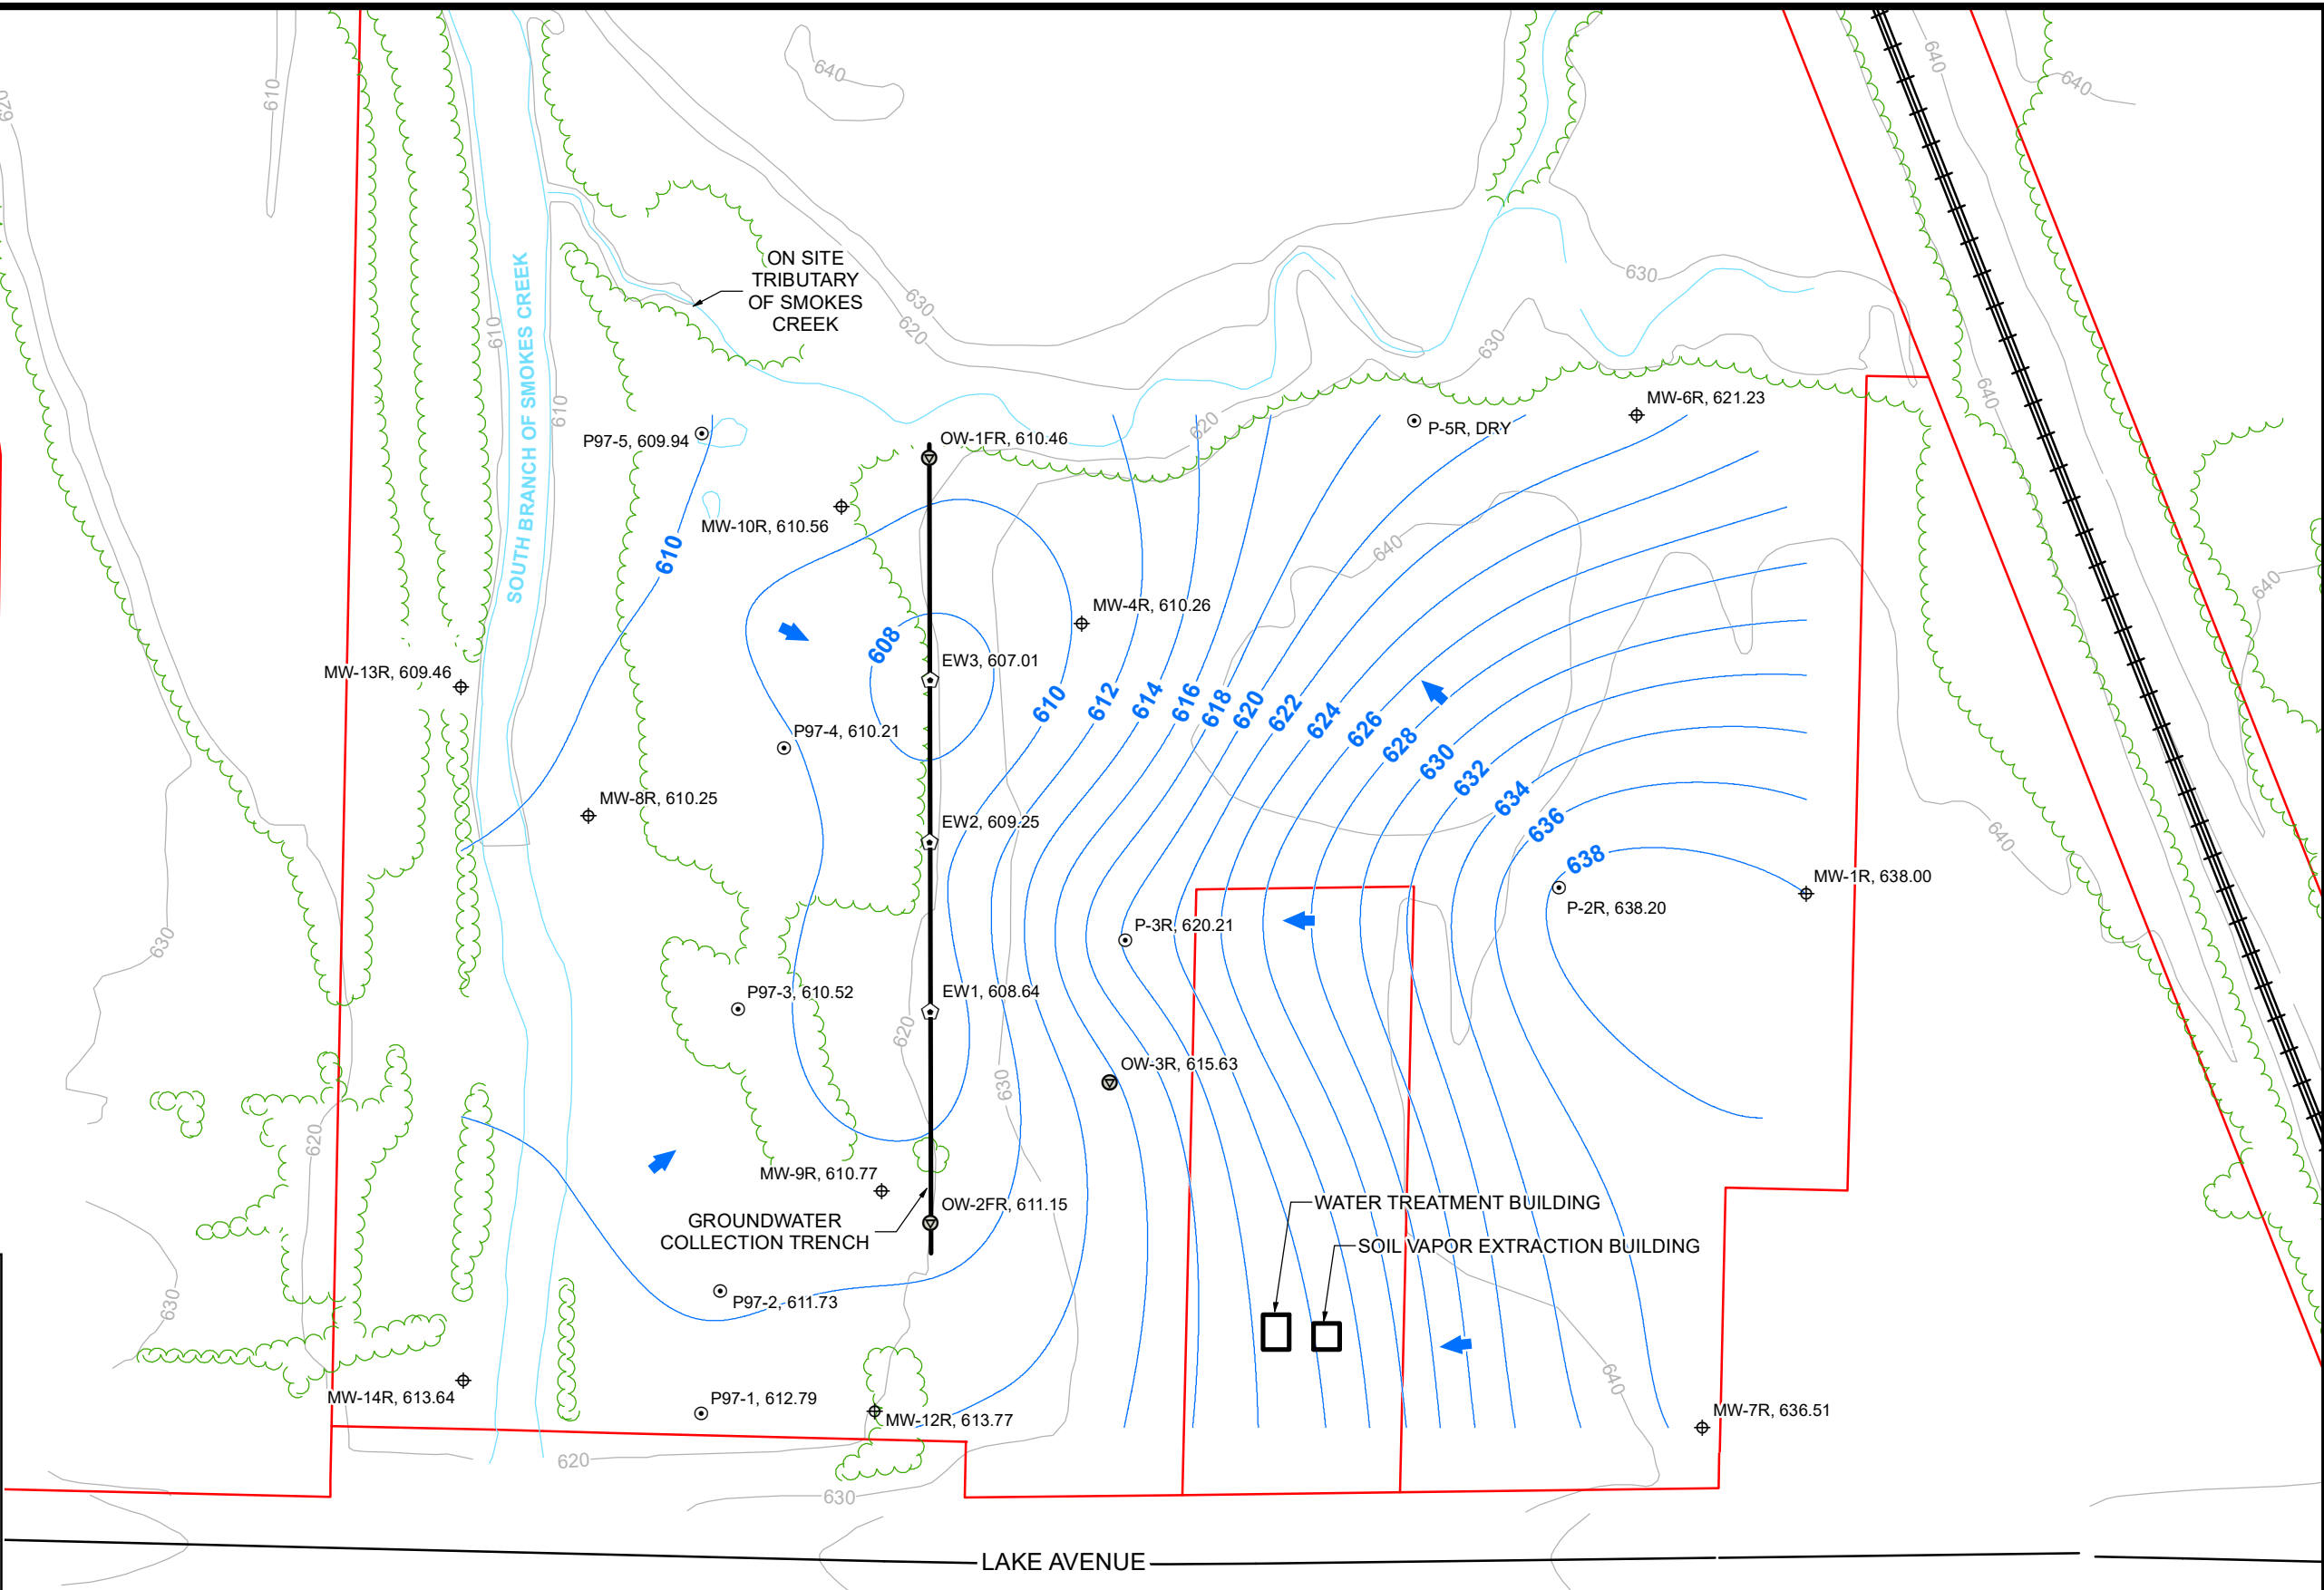 640
640
640
610
620
ON SITE
TRIBUTARY
OF SMOKES
CREEK
630
620
630
630
610
610
SOUTH BRANCH OF SMOKES CREEK
640
MW-6R, 621.23
P-5R, DRY
620
P97-5, 609.94
OW-1FR, 610.46
MW-10R, 610.56
610
640
640
MW-4R, 610.26
608
EW3, 607.01
MW-13R, 609.46
610
612
614
616
618
620
622
624
626
628
630
632
634
636
638
P97-4, 610.21
MW-8R, 610.25
EW2, 609.25
640
MW-1R, 638.00
P-2R, 638.20
P-3R, 620.21
630
P97-3, 610.52
EW1, 608.64
620
630
OW-3R, 615.63
620
MW-9R, 610.77
OW-2FR, 611.15
GROUNDWATER
COLLECTION TRENCH
WATER TREATMENT BUILDING
SOIL VAPOR EXTRACTION BUILDING
630
P97-2, 611.73
640
MW-14R, 613.64
P97-1, 612.79
MW-12R, 613.77
MW-7R, 636.51
620
630
LAKE AVENUE